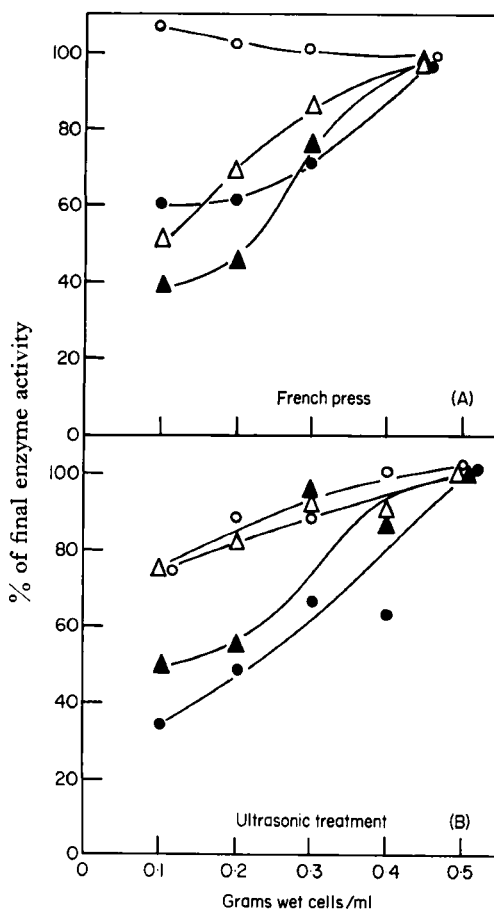 100
80
60
40
20
0
French press (A)
100
80
60
40
20
0
Ultrasonic treatment (B)
0 0·1 0·2 0·3 0·4 0·5
Grams wet cells/ml
% of final enzyme activity